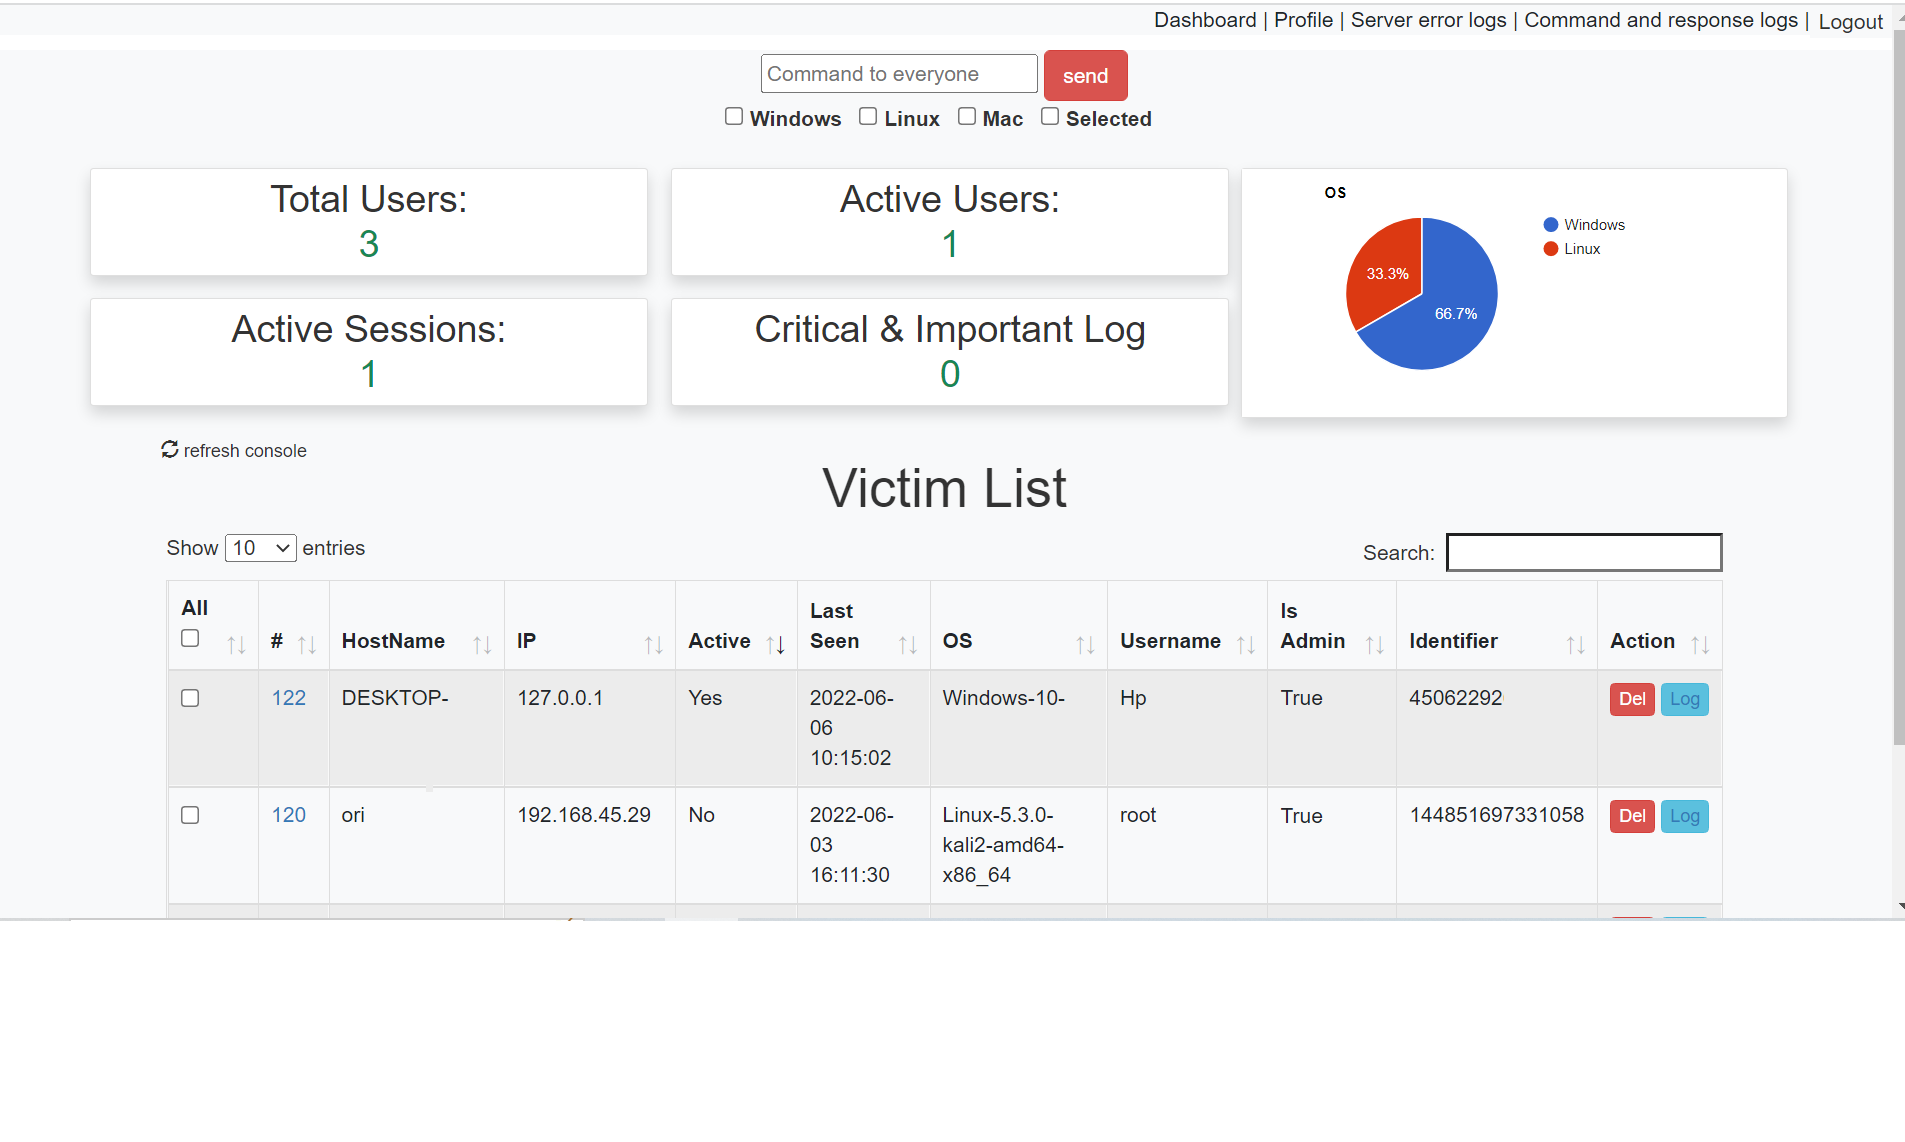 Dashboard | Profile | Server error logs | Command and response logs | Logout
Command to everyone send
Windows Linux Mac Selected
Total Users:
3
Active Users:
1
OS
Windows
Linux
33.3%
66.7%
Active Sessions:
1
Critical & Important Log
0
refresh console
Victim List
Show 10 entries
Search:
All # HostName IP Active Last Seen OS Username Is Admin Identifier Action
122 DESKTOP- 127.0.0.1 Yes 2022-06-06 10:15:02 Windows-10- Hp True 45062292 Del Log
120 ori 192.168.45.29 No 2022-06-03 16:11:30 Linux-5.3.0-kali2-amd64-x86_64 root True 144851697331058 Del Log